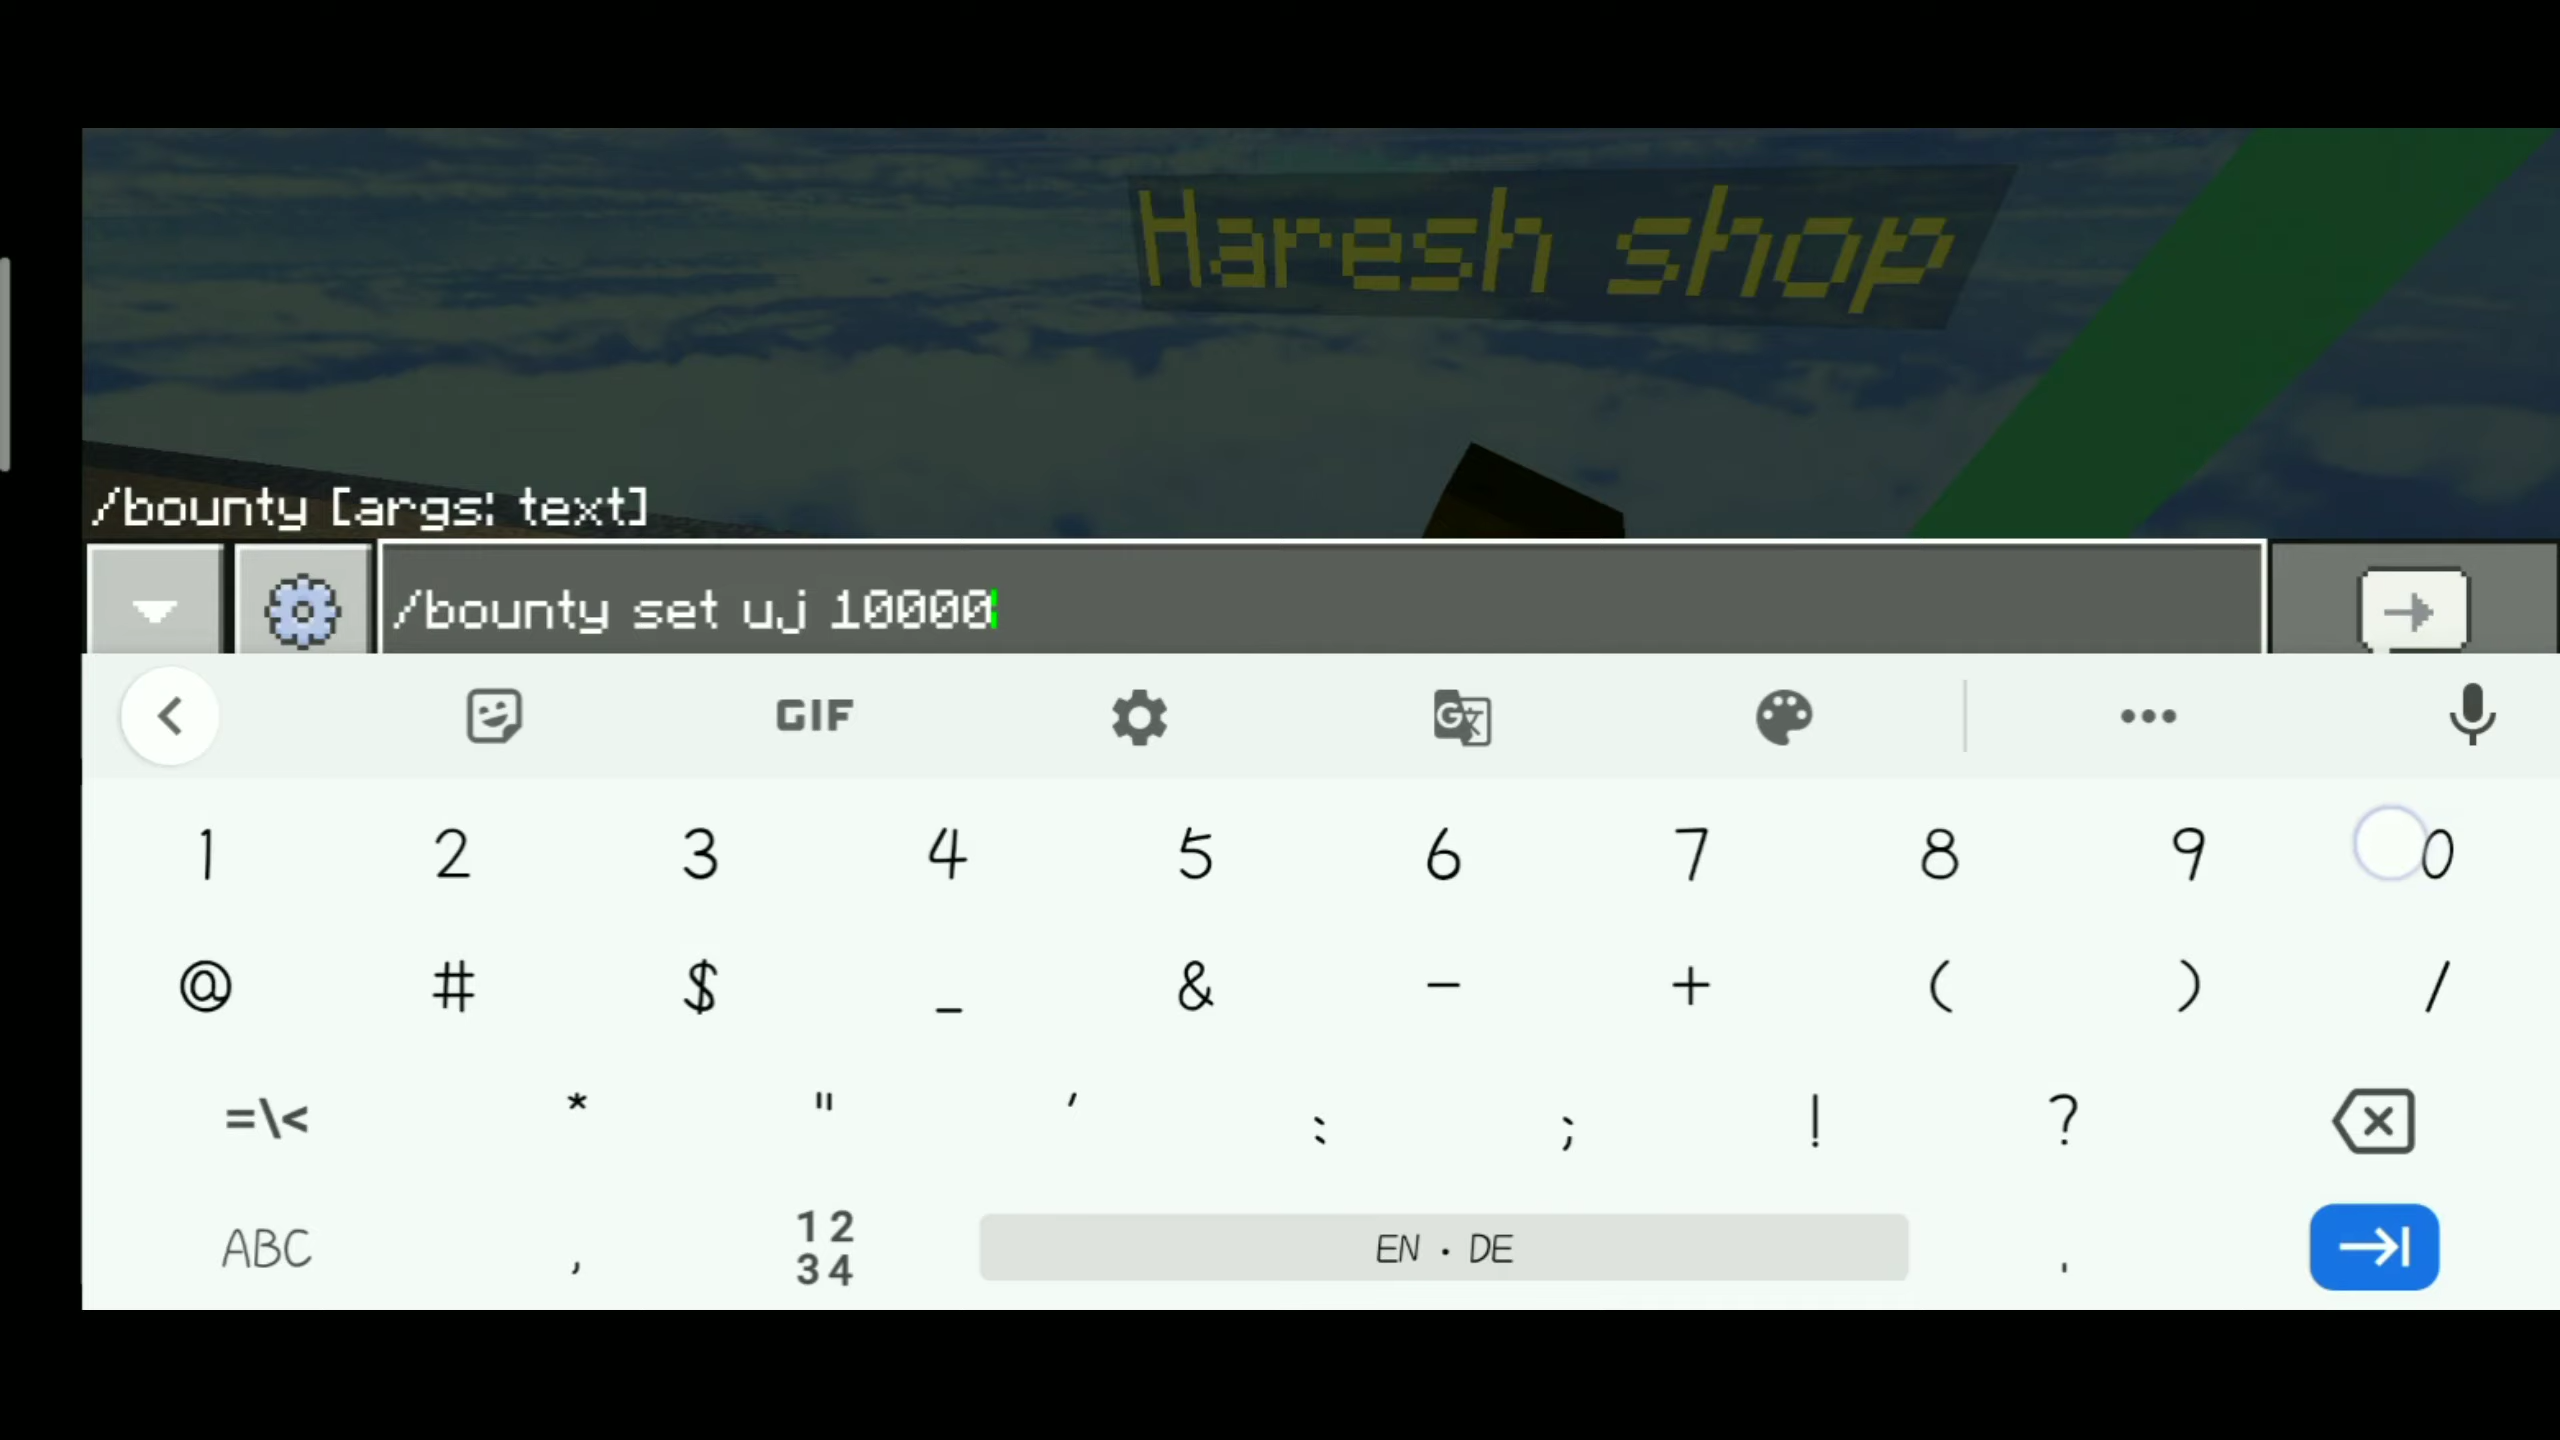 Haresh shop
/bounty [args: text]
/bounty set uj 10000
GIF
1 2 3 4 5 6 7 8 9 0
@ # $ _ & - + ( ) /
=\< * " ' : ; ! ?
ABC , 12 34 EN • DE .